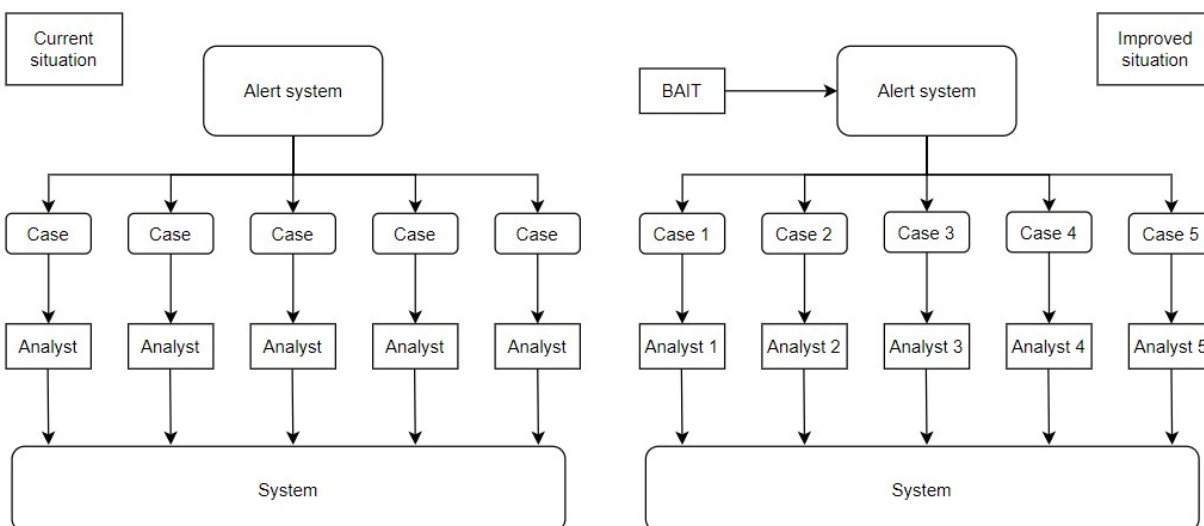 Current
situation
Alert system
Case
Case
Case
Case
Case
Analyst
Analyst
Analyst
Analyst
Analyst
System
Improved
situation
BAIT
Alert system
Case 1
Case 2
Case 3
Case 4
Case 5
Analyst 1
Analyst 2
Analyst 3
Analyst 4
Analyst 5
System